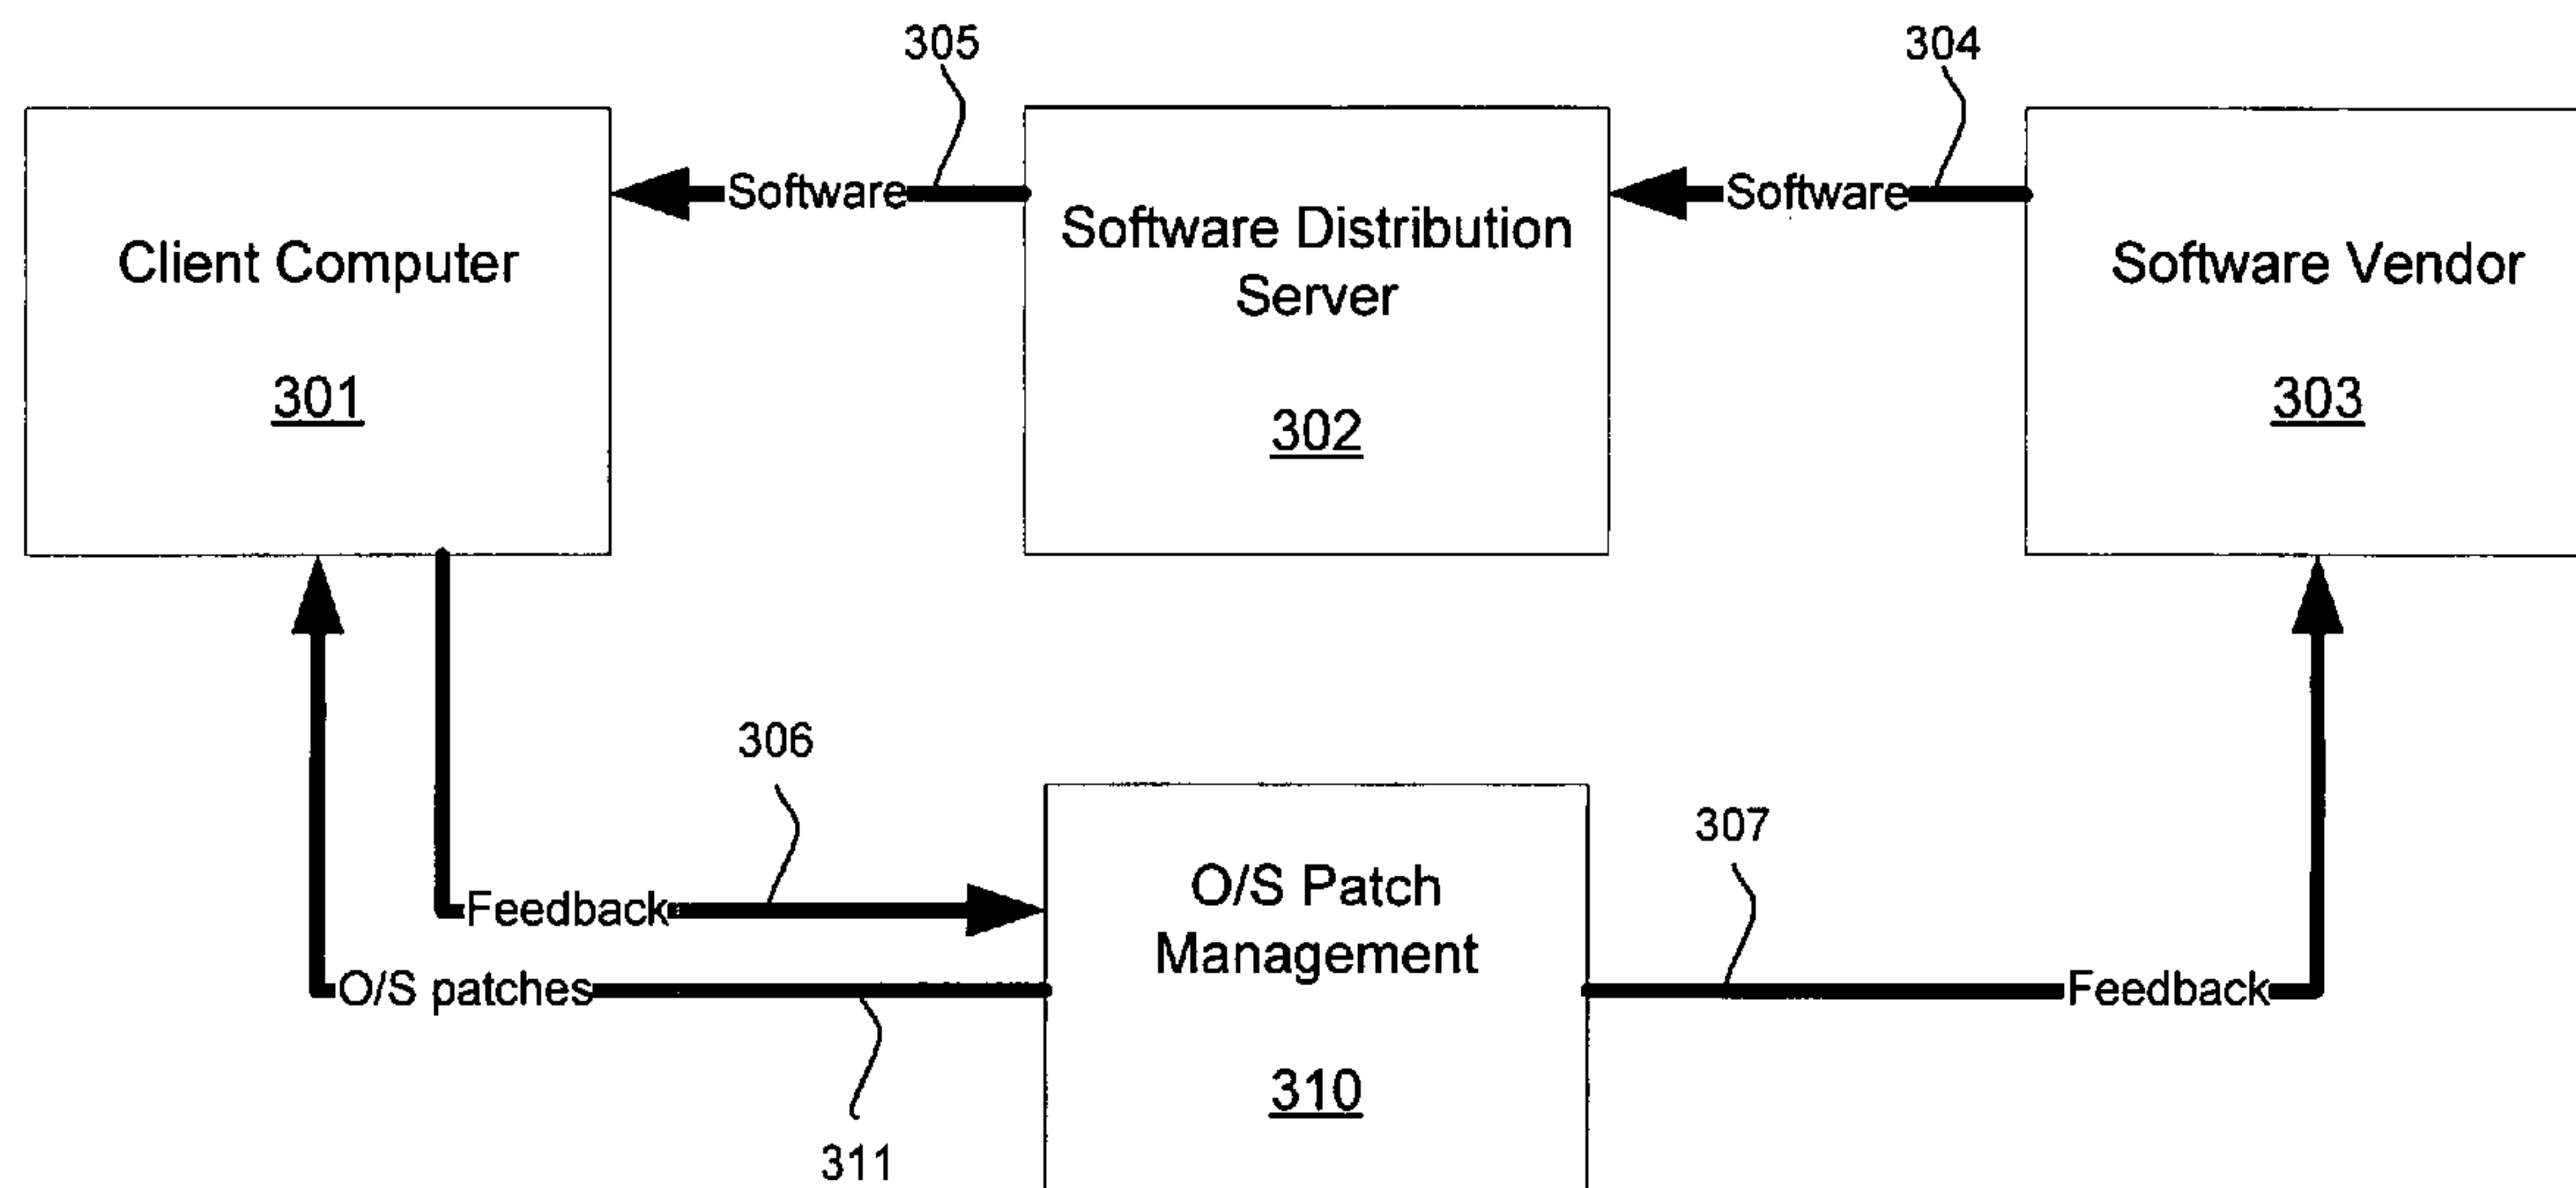 305
304
Software
Software
Client Computer
301
Software Distribution
Server
302
Software Vendor
303
306
307
Feedback
O/S patches
O/S Patch
Management
310
Feedback
311